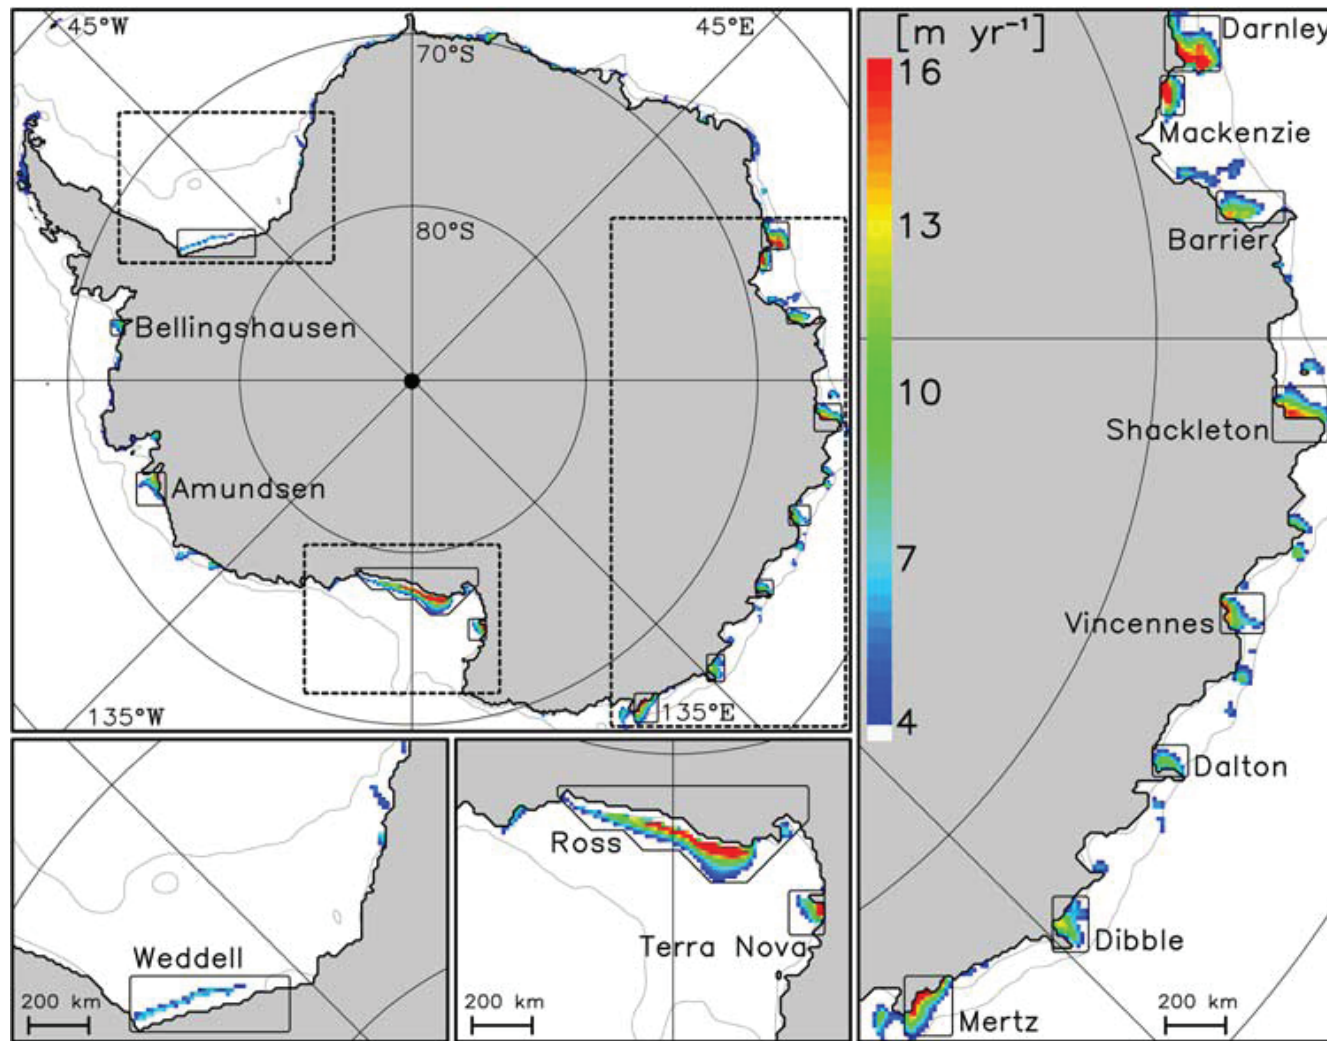 45°W
45°E
70°S
80°S
Bellingshausen
Amundsen
135°W
135°E
Weddell
200 km
Ross
Terra Nova
200 km
[m yr⁻¹]
16
13
10
7
4
Darnley
Mackenzie
Barrier
Shackleton
Vincennes
Dalton
Dibble
Mertz
200 km